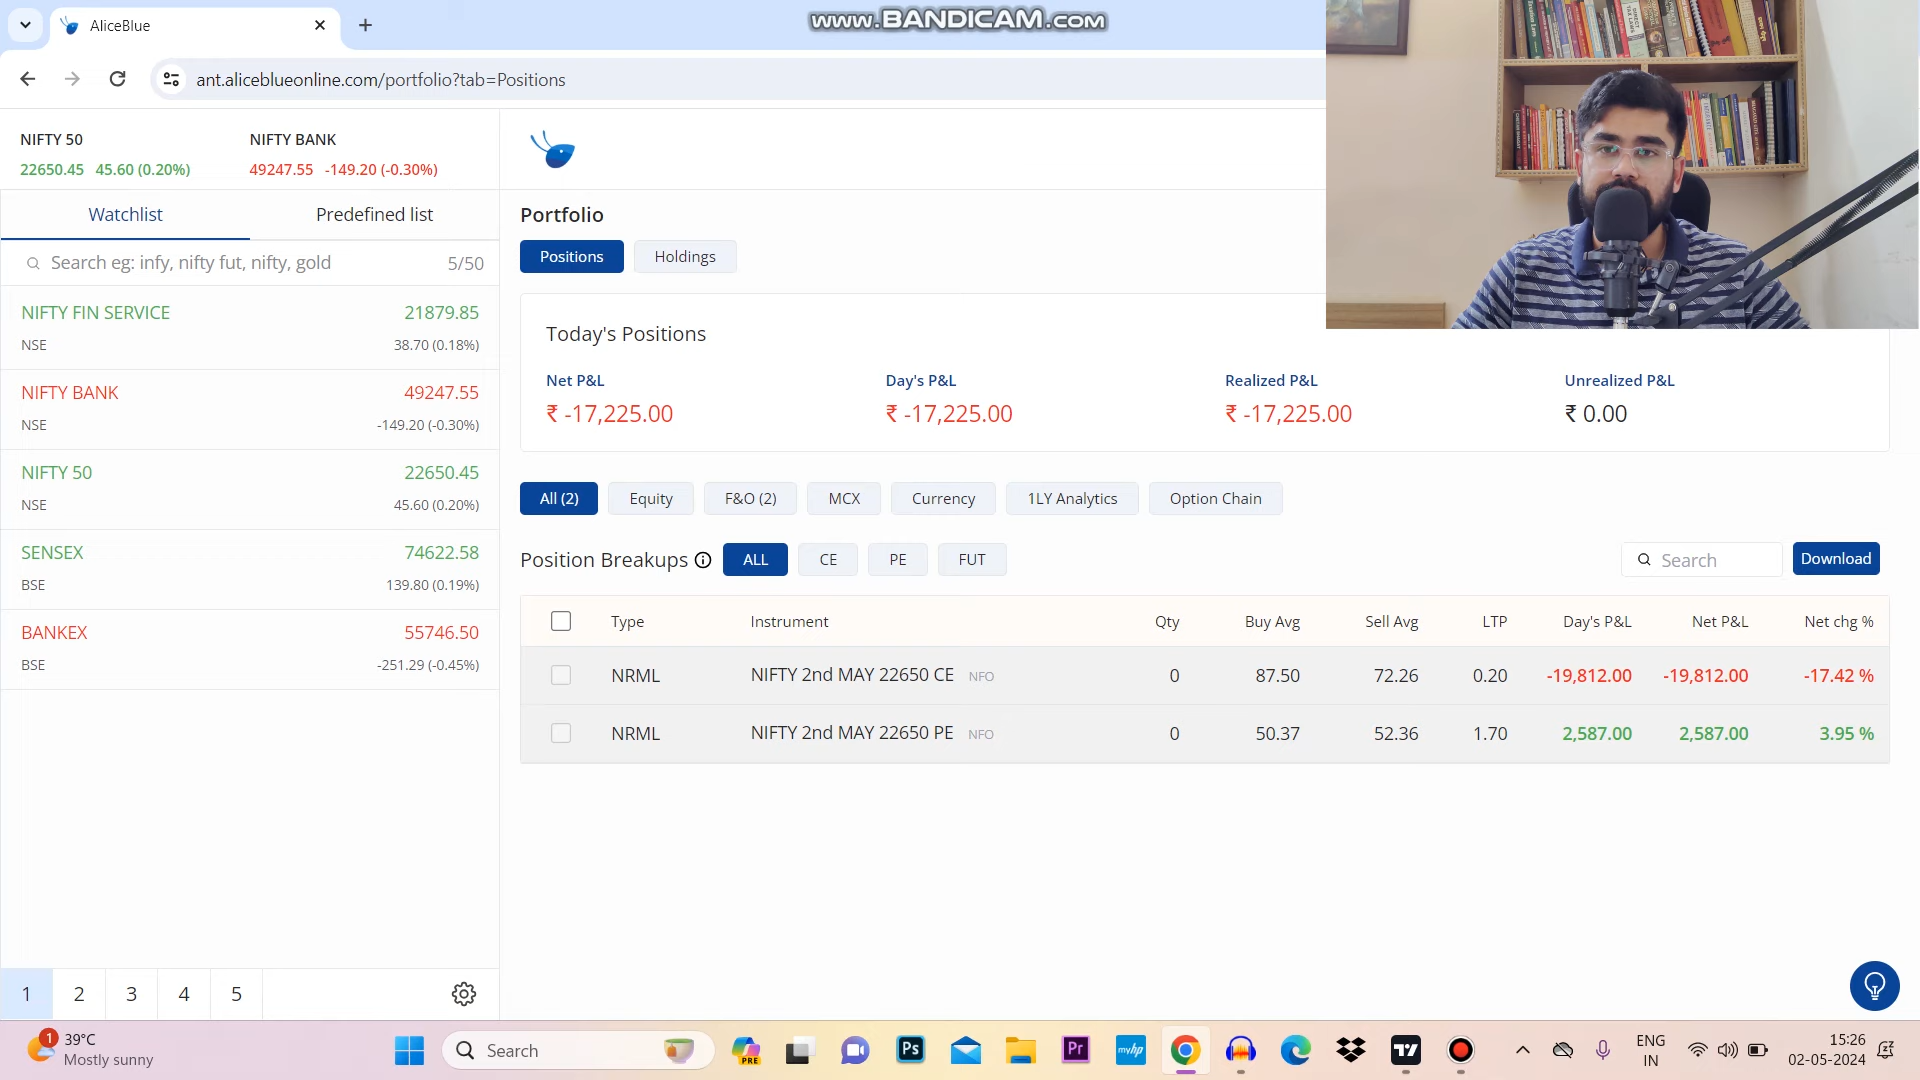 AliceBlue
www.BANDICAM.com
ant.aliceblueonline.com/portfolio?tab=Positions
NIFTY 50
22650.45 45.60 (0.20%)
NIFTY BANK
49247.55 -149.20 (-0.30%)
Watchlist Predefined list
Search eg: infy, nifty fut, nifty, gold 5/50
NIFTY FIN SERVICE 21879.85
NSE 38.70 (0.18%)
NIFTY BANK 49247.55
NSE -149.20 (-0.30%)
NIFTY 50 22650.45
NSE 45.60 (0.20%)
SENSEX 74622.58
BSE 139.80 (0.19%)
BANKEX 55746.50
BSE -251.29 (-0.45%)
1 2 3 4 5
Portfolio
Positions Holdings
Today's Positions
Net P&L Day's P&L Realized P&L Unrealized P&L
₹ -17,225.00 ₹ -17,225.00 ₹ -17,225.00 ₹ 0.00
All (2) Equity F&O (2) MCX Currency 1LY Analytics Option Chain
Position Breakups ALL CE PE FUT Search Download
Type Instrument Qty Buy Avg Sell Avg LTP Day's P&L Net P&L Net chg %
NRML NIFTY 2nd MAY 22650 CE NFO 0 87.50 72.26 0.20 -19,812.00 -19,812.00 -17.42 %
NRML NIFTY 2nd MAY 22650 PE NFO 0 50.37 52.36 1.70 2,587.00 2,587.00 3.95 %
1
39°C
Mostly sunny
Search
PRE
Ps
Pr
myhp
ENG
IN
15:26
02-05-2024